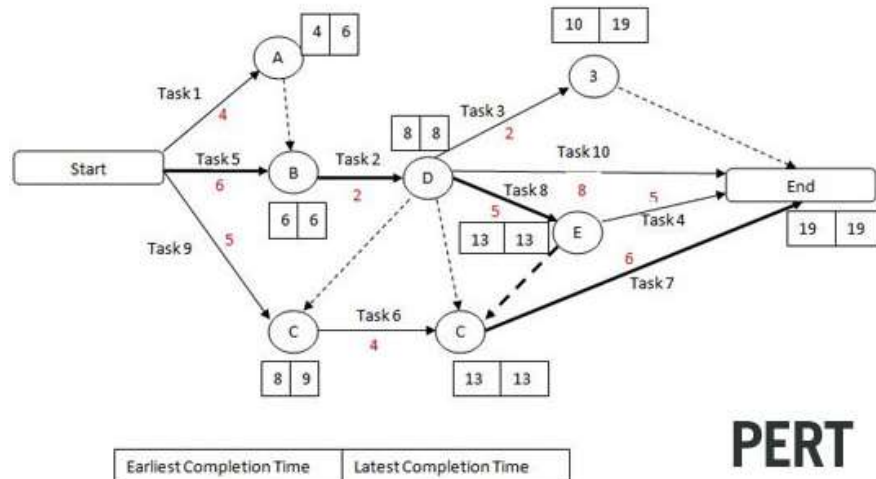 4 6
10 19
A
3
Task 1
4
Task 3
2
8 8
Task 10
Start
Task 5
6
B
Task 2
2
D
Task 8
5
8
5
Task 4
End
6 6
13 13
E
19 19
Task 9
5
6
Task 7
C
Task 6
4
C
8 9
13 13
PERT
Earliest Completion Time Latest Completion Time